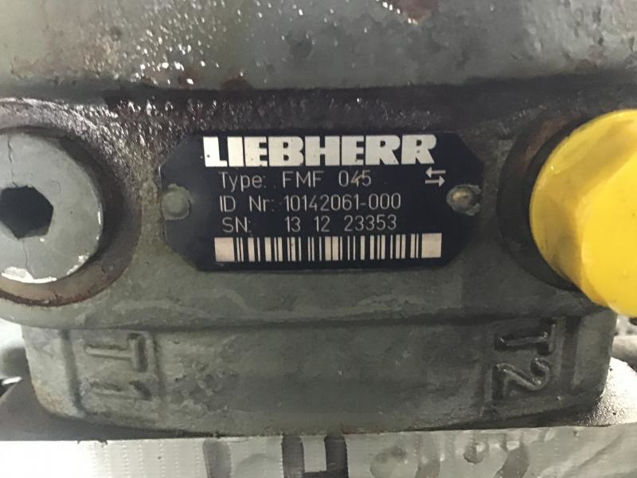 LIEBHERR
Type: FMF 045
ID Nr: 10142061-000
SN: 13 12 23353
T1 T2